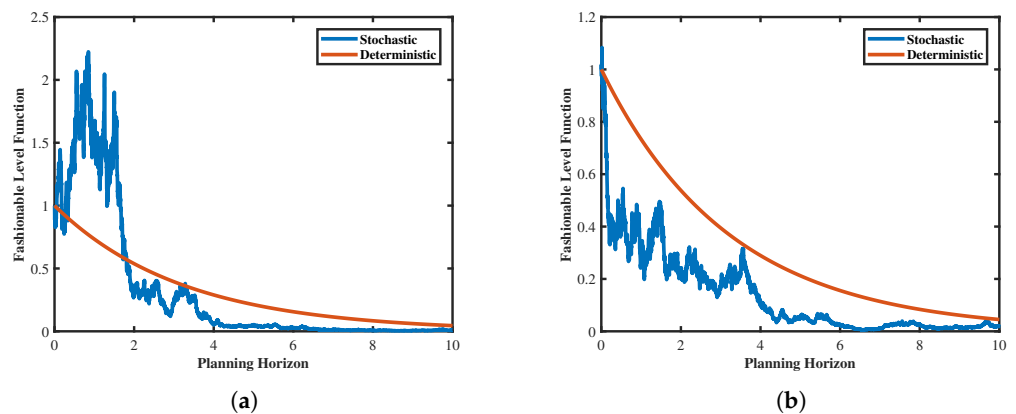 2.5
2
1.5
1
0.5
0
0 2 4 6 8 10
Fashionable Level Function
Planning Horizon
Stochastic
Deterministic
(a)
1.2
1
0.8
0.6
0.4
0.2
0
0 2 4 6 8 10
Fashionable Level Function
Planning Horizon
Stochastic
Deterministic
(b)